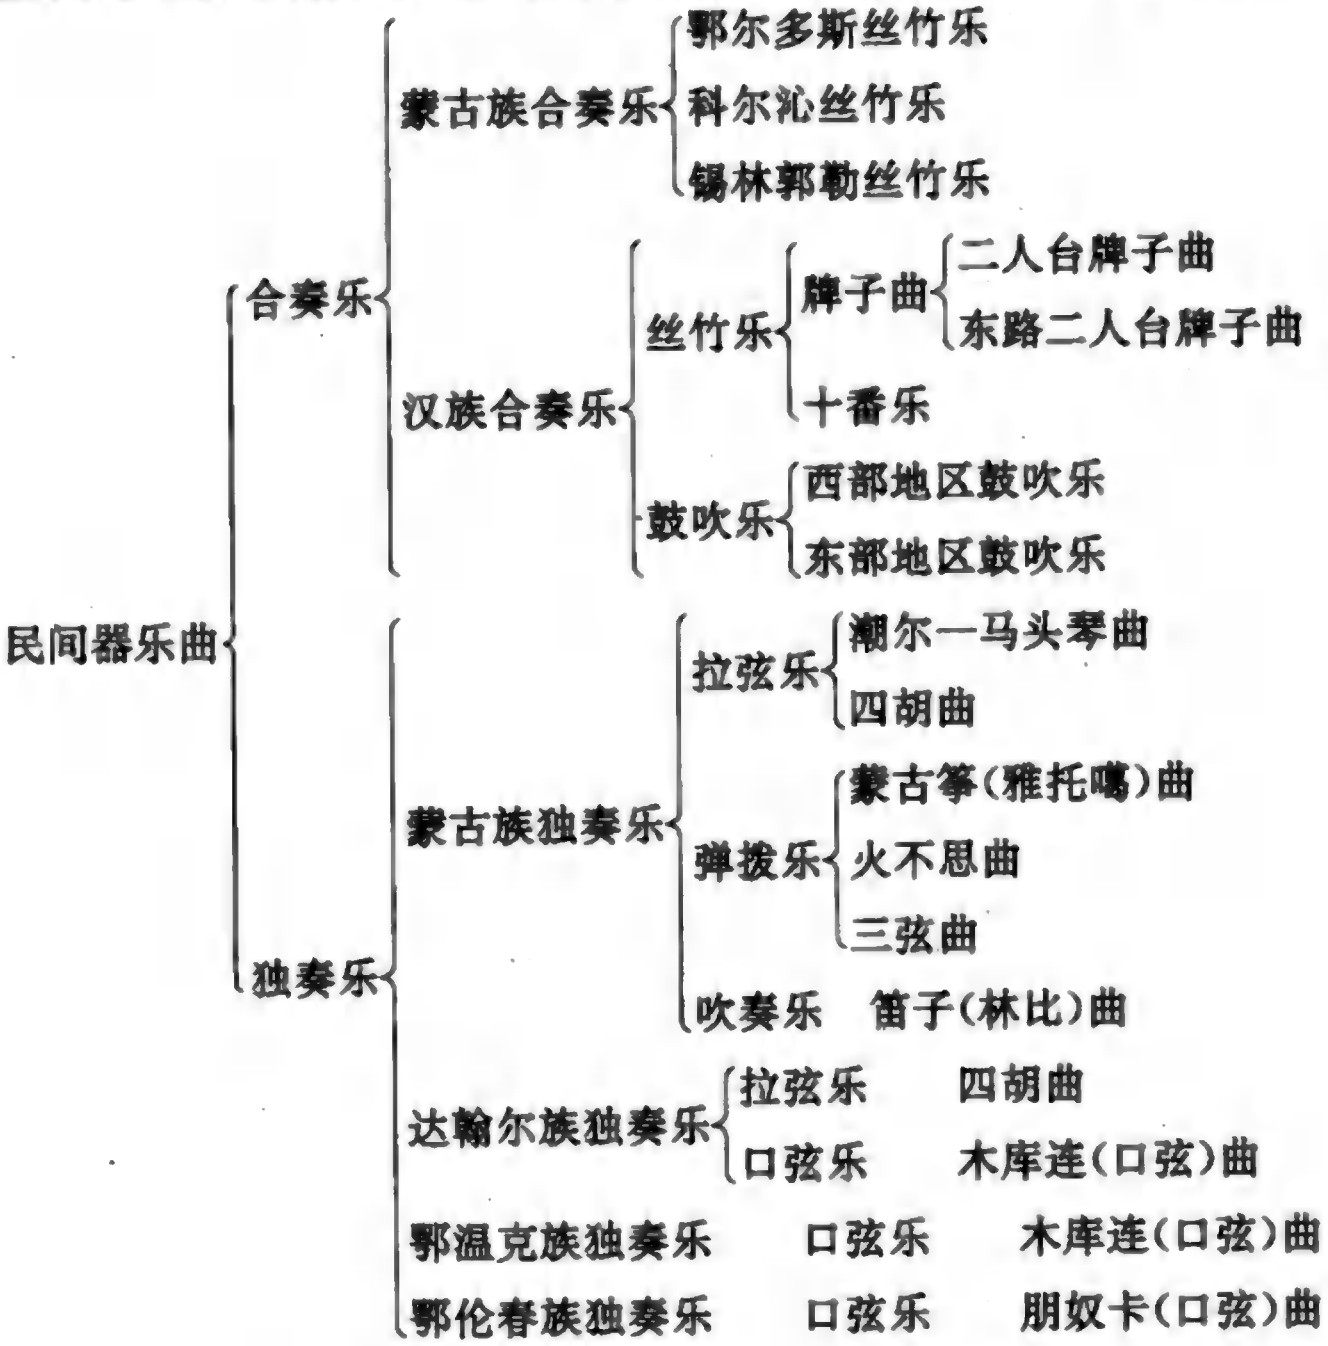 鄂尔多斯丝竹乐
蒙古族合奏乐
科尔沁丝竹乐
锡林郭勒丝竹乐
合奏乐
二人台牌子曲
牌子曲
东路二人台牌子曲
丝竹乐
十番乐
汉族合奏乐
西部地区鼓吹乐
鼓吹乐
东部地区鼓吹乐
民间器乐曲
潮尔—马头琴曲
拉弦乐
四胡曲
蒙古筝(雅托噶)曲
蒙古族独奏乐
弹拨乐
火不思曲
三弦曲
独奏乐
吹奏乐 笛子(林比)曲
拉弦乐 四胡曲
达斡尔族独奏乐
口弦乐 木库连(口弦)曲
鄂温克族独奏乐 口弦乐 木库连(口弦)曲
鄂伦春族独奏乐 口弦乐 朋奴卡(口弦)曲